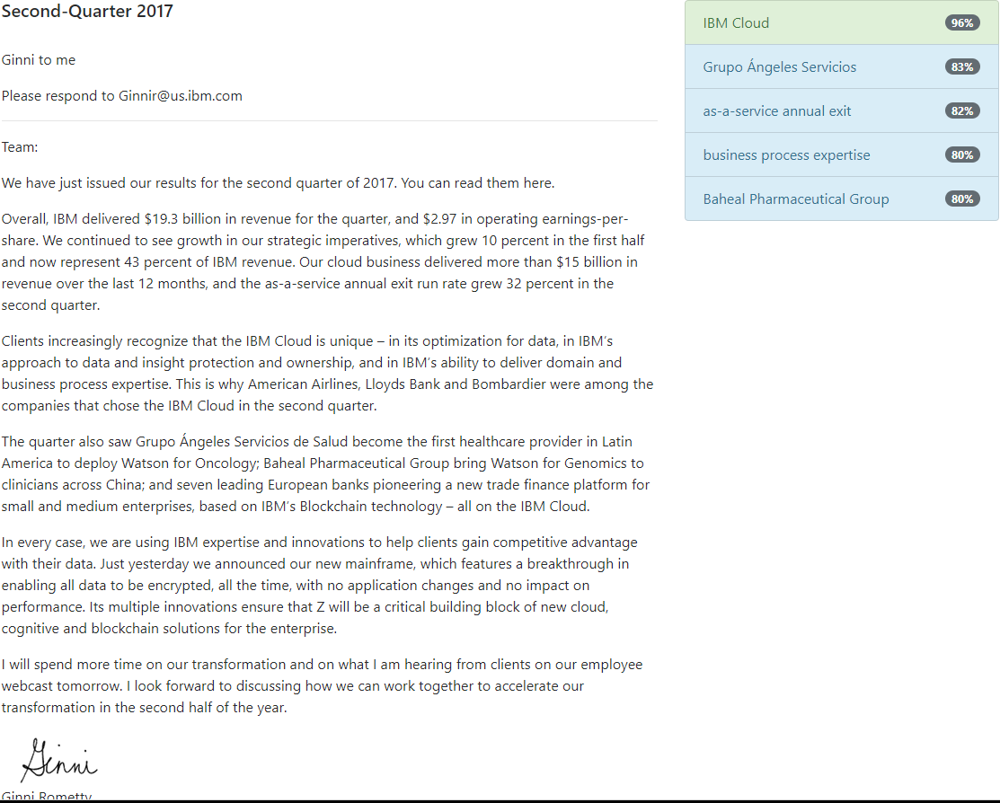 Second-Quarter 2017
Ginni to me
Please respond to Ginnir@us.ibm.com
Team:
We have just issued our results for the second quarter of 2017. You can read them here.
Overall, IBM delivered $19.3 billion in revenue for the quarter, and $2.97 in operating earnings-per-
share. We continued to see growth in our strategic imperatives, which grew 10 percent in the first half
and now represent 43 percent of IBM revenue. Our cloud business delivered more than $15 billion in
revenue over the last 12 months, and the as-a-service annual exit run rate grew 32 percent in the
second quarter.
Clients increasingly recognize that the IBM Cloud is unique – in its optimization for data, in IBM's
approach to data and insight protection and ownership, and in IBM's ability to deliver domain and
business process expertise. This is why American Airlines, Lloyds Bank and Bombardier were among the
companies that chose the IBM Cloud in the second quarter.
The quarter also saw Grupo Ángeles Servicios de Salud become the first healthcare provider in Latin
America to deploy Watson for Oncology; Baheal Pharmaceutical Group bring Watson for Genomics to
clinicians across China; and seven leading European banks pioneering a new trade finance platform for
small and medium enterprises, based on IBM's Blockchain technology – all on the IBM Cloud.
In every case, we are using IBM expertise and innovations to help clients gain competitive advantage
with their data. Just yesterday we announced our new mainframe, which features a breakthrough in
enabling all data to be encrypted, all the time, with no application changes and no impact on
performance. Its multiple innovations ensure that Z will be a critical building block of new cloud,
cognitive and blockchain solutions for the enterprise.
I will spend more time on our transformation and on what I am hearing from clients on our employee
webcast tomorrow. I look forward to discussing how we can work together to accelerate our
transformation in the second half of the year.
Ginni
Ginni Rometty
IBM Cloud 96%
Grupo Ángeles Servicios 83%
as-a-service annual exit 82%
business process expertise 80%
Baheal Pharmaceutical Group 80%